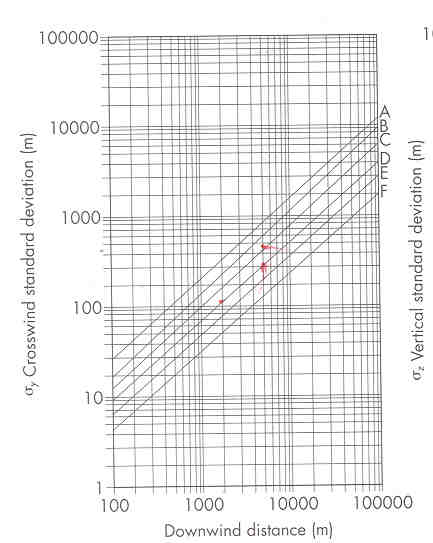 σy Crosswind standard deviation (m)
100000
10000
1000
100
10
1
100
1000
10000
100000
Downwind distance (m)
A
B
C
D
E
F
σz Vertical standard deviation (m)